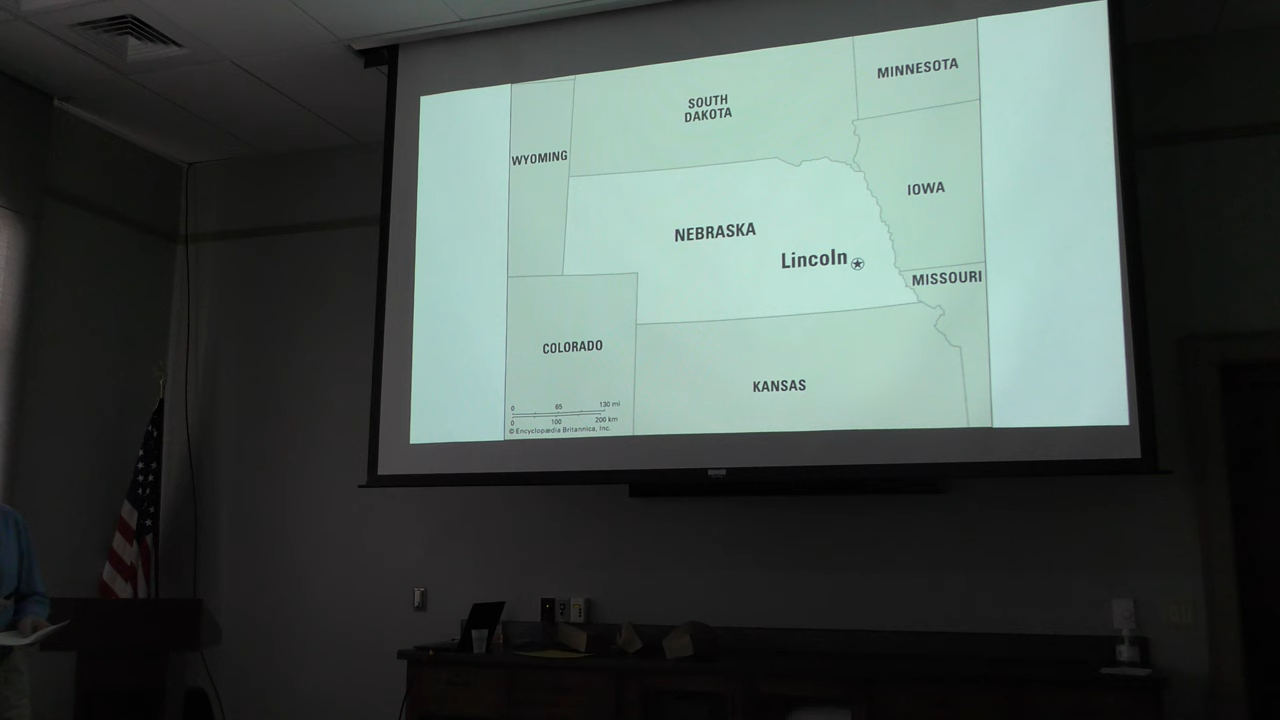 MINNESOTA
SOUTH
DAKOTA
WYOMING
IOWA
NEBRASKA
Lincoln
MISSOURI
COLORADO
KANSAS
0 65 130 mi
0 100 200 km
© Encyclopædia Britannica, Inc.